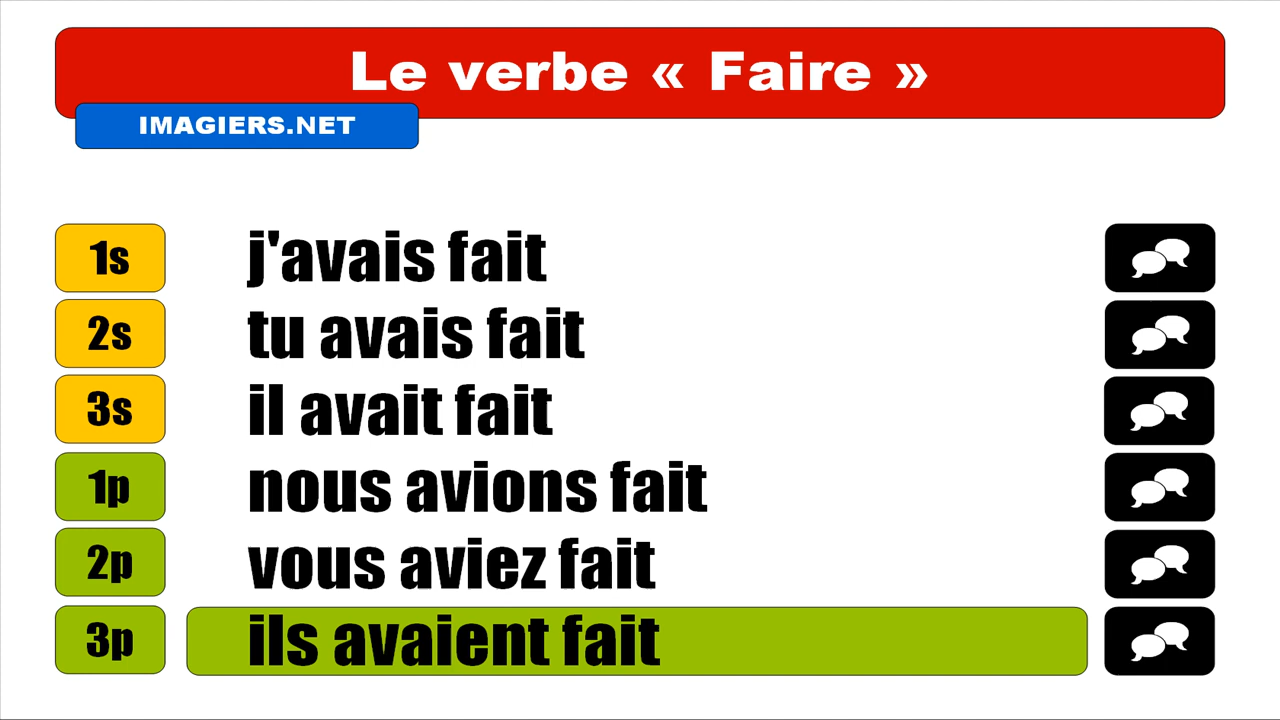 Le verbe « Faire »
IMAGIERS.NET
1s j'avais fait
2s tu avais fait
3s il avait fait
1p nous avions fait
2p vous aviez fait
3p ils avaient fait